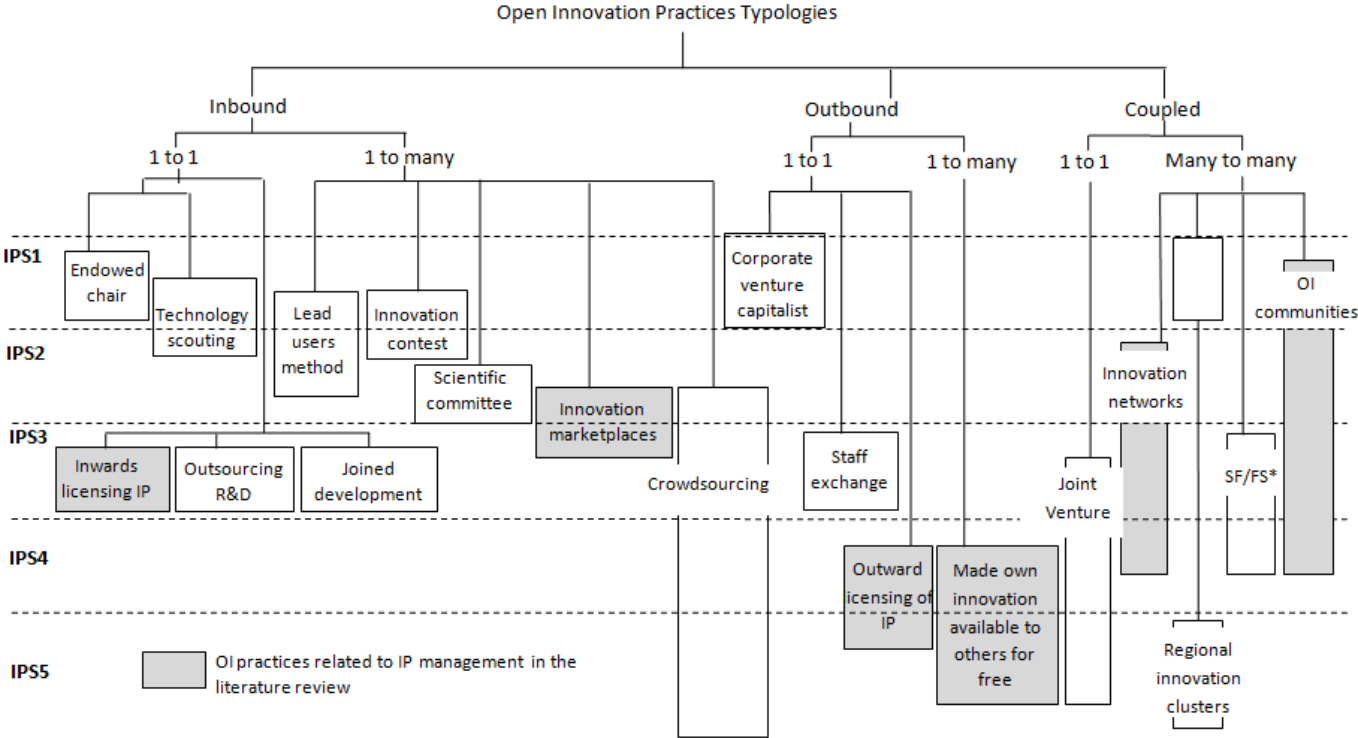 Open Innovation Practices Typologies
Inbound
Outbound
Coupled
1 to 1
1 to many
1 to 1
1 to many
1 to 1
Many to many
IPS1
Endowed
chair
Technology
scouting
Lead
users
method
Innovation
contest
Corporate
venture
capitalist
OI
communities
IPS2
Scientific
committee
Innovation
marketplaces
Innovation
networks
IPS3
Inwards
licensing IP
Outsourcing
R&D
Joined
development
Crowdsourcing
Staff
exchange
Joint
Venture
SF/FS*
IPS4
Outward
licensing of
IP
Made own
innovation
available to
others for
free
IPS5
OI practices related to IP management in the
literature review
Regional
innovation
clusters